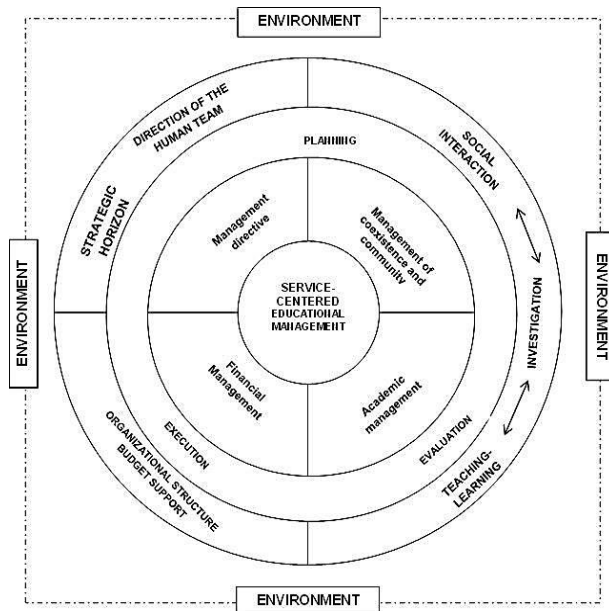 ENVIRONMENT
DIRECTION OF THE
HUMAN TEAM
STRATEGIC
HORIZON
PLANNING
SOCIAL
INTERACTION
Management
directive
Management of
coexistence and
community
ENVIRONMENT
SERVICE-
CENTERED
EDUCATIONAL
MANAGEMENT
INVESTIGATION
ENVIRONMENT
Financial
Management
Academic
management
EXECUTION
EVALUATION
ORGANIZATIONAL STRUCTURE
BUDGET SUPPORT
TEACHING-
LEARNING
ENVIRONMENT